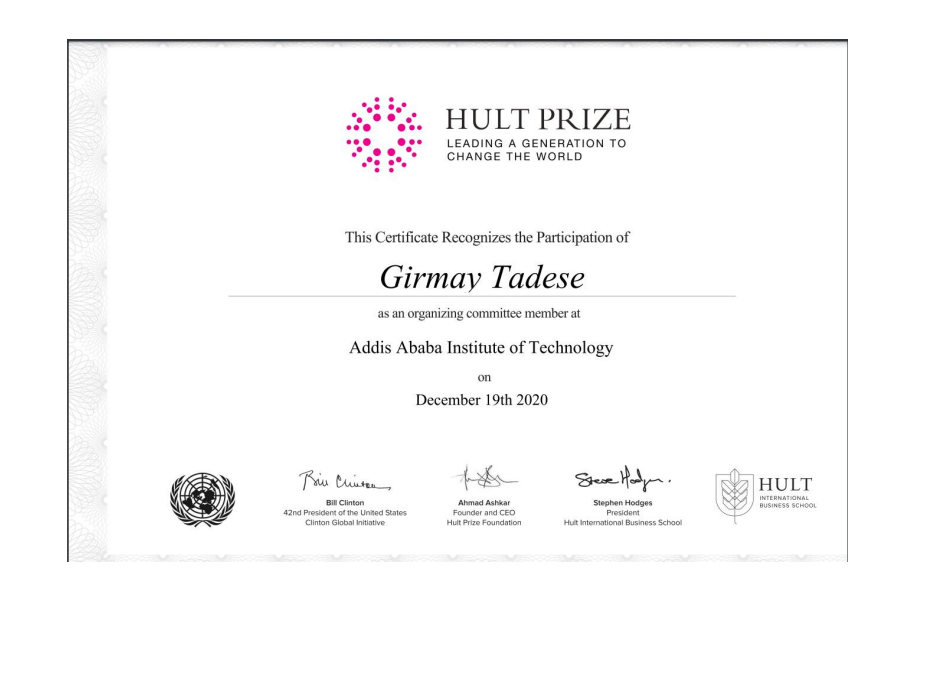 HULT PRIZE
LEADING A GENERATION TO
CHANGE THE WORLD
This Certificate Recognizes the Participation of
Girmay Tadese
as an organizing committee member at
Addis Ababa Institute of Technology
on
December 19th 2020
Bill Clinton
Bill Clinton
42nd President of the United States
Clinton Global Initiative
Ahmad Ashkar
Founder and CEO
Hult Prize Foundation
Steve Hodges
Stephen Hodges
President
Hult International Business School
HULT
INTERNATIONAL
BUSINESS SCHOOL